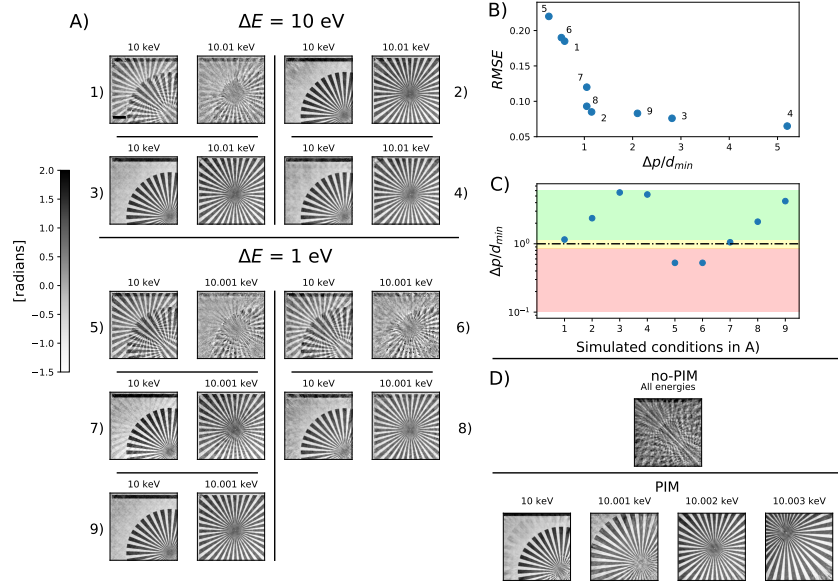 A)
ΔE = 10 eV
10 keV 10.01 keV 10 keV 10.01 keV
1) 2)
10 keV 10.01 keV 10 keV 10.01 keV
3) 4)
ΔE = 1 eV
10 keV 10.001 keV 10 keV 10.001 keV
5) 6)
10 keV 10.001 keV 10 keV 10.001 keV
7) 8)
10 keV 10.001 keV
9)
[radians]
2.0
1.5
1.0
0.5
0.0
−0.5
−1.0
−1.5
B)
RMSE
0.20
0.15
0.10
0.05
5
6
1
7
8
2
9
3
4
1 2 3 4 5
Δp/d_min
C)
Δp/d_min
10⁰
10⁻¹
1 2 3 4 5 6 7 8 9
Simulated conditions in A)
D)
no-PIM
All energies
PIM
10 keV 10.001 keV 10.002 keV 10.003 keV